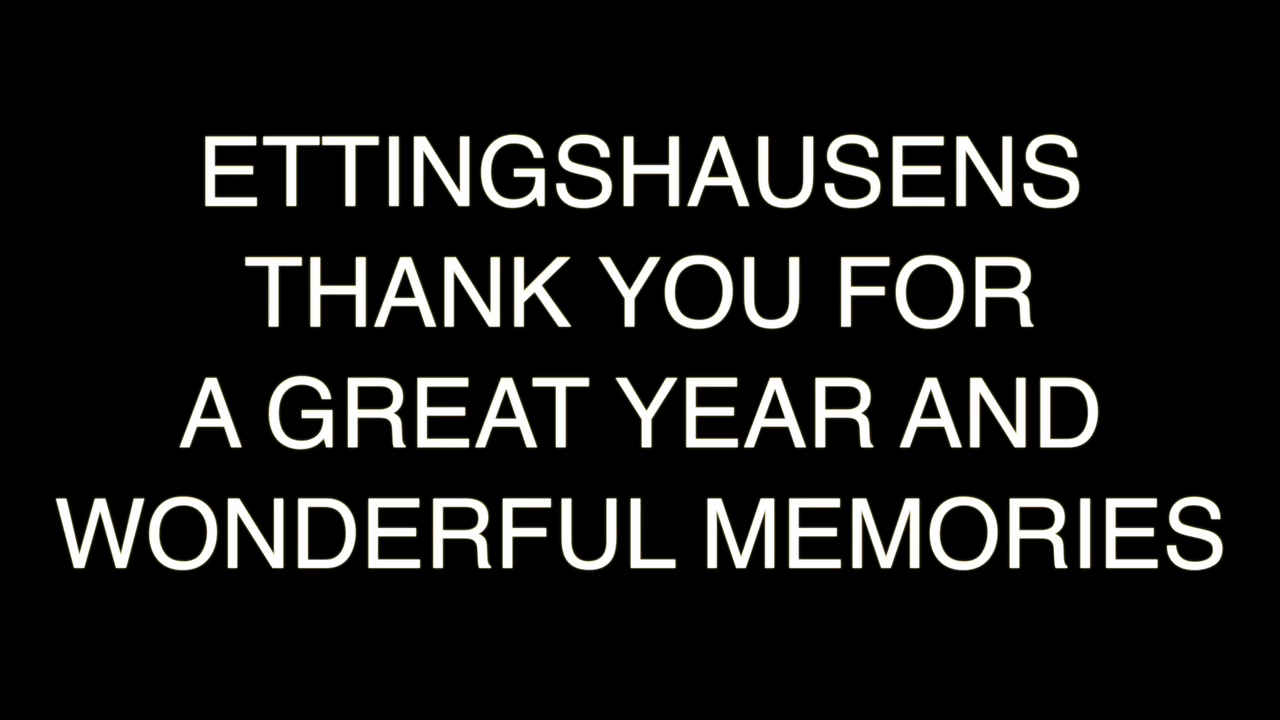 ETTINGSHAUSENS
THANK YOU FOR
A GREAT YEAR AND
WONDERFUL MEMORIES